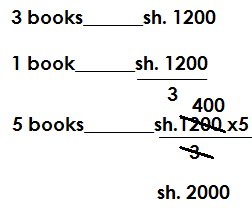 3 books______sh. 1200
1 book______sh. 1200
3
400
5 books_______sh.1200 x5
3
sh. 2000